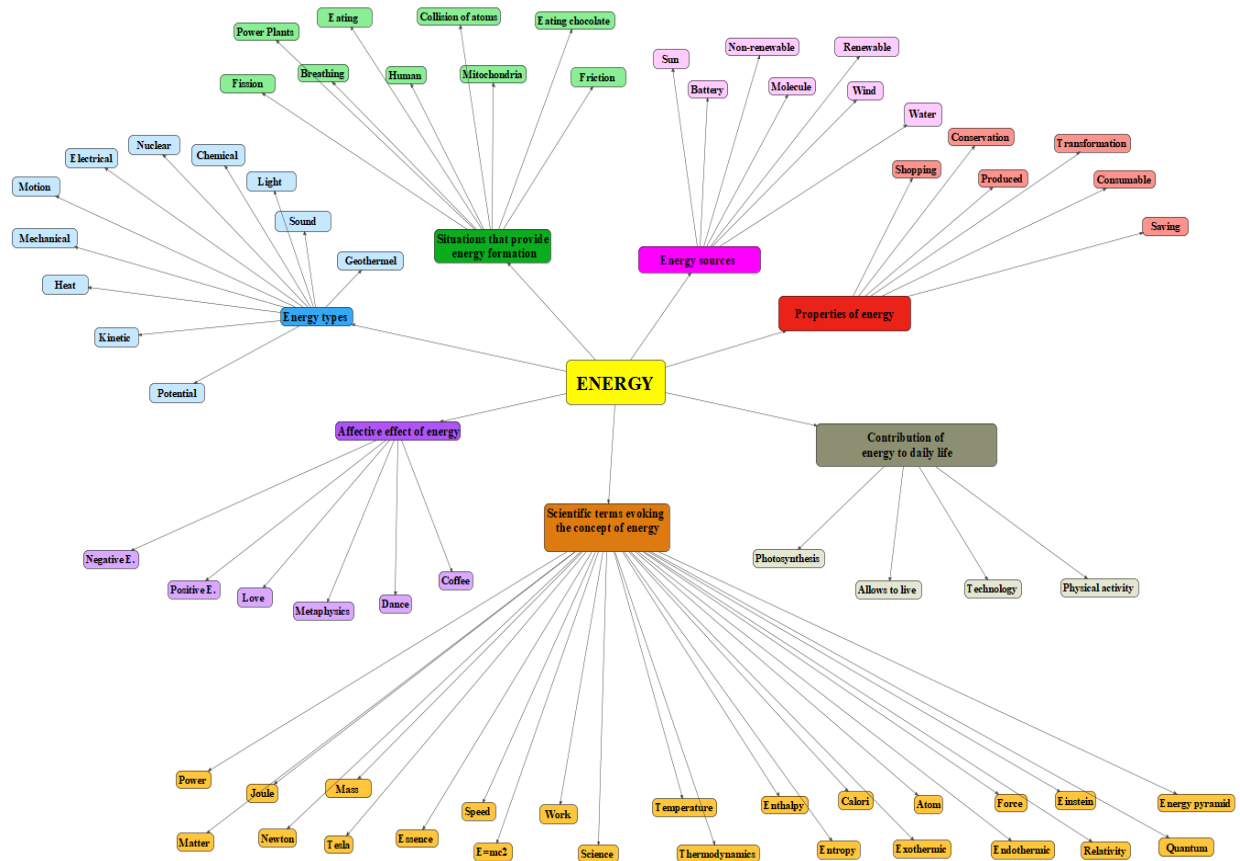 Eating
Collision of atoms
Eating chocolate
Power Plants
Breathing
Human
Mitochondria
Friction
Fission
Sun
Non-renewable
Renewable
Battery
Molecule
Wind
Water
Conservation
Transformation
Shopping
Produced
Consumable
Saving
Nuclear
Chemical
Electrical
Light
Motion
Sound
Mechanical
Geothermel
Heat
Kinetic
Potential
Situations that provide
energy formation
Energy sources
Properties of energy
Energy types
ENERGY
Affective effect of energy
Contribution of
energy to daily life
Scientific terms evoking
the concept of energy
Negative E.
Positive E.
Love
Metaphysics
Dance
Coffee
Photosynthesis
Allows to live
Technology
Physical activity
Power
Joule
Mass
Matter
Newton
Tesla
Essence
Speed
E=mc2
Work
Science
Temperature
Thermodynamics
Enthalpy
Entropy
Calori
Exothermic
Atom
Endothermic
Force
Einstein
Relativity
Energy pyramid
Quantum